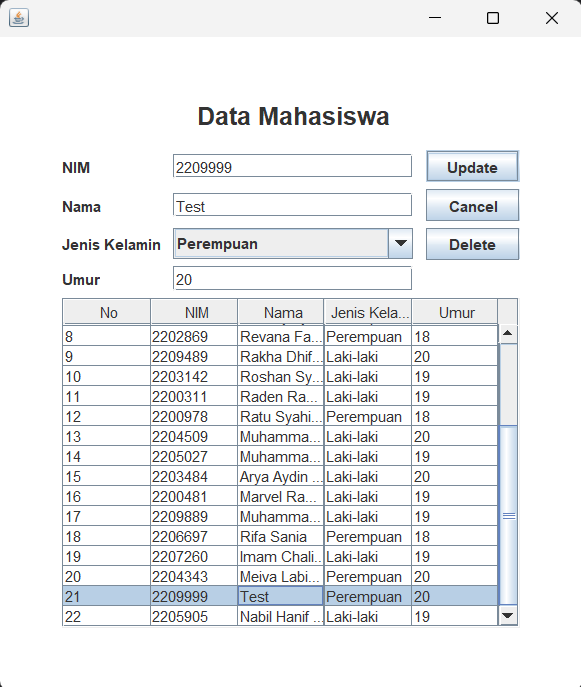 Data Mahasiswa
NIM 2209999 Update
Nama Test Cancel
Jenis Kelamin Perempuan Delete
Umur 20
No NIM Nama Jenis Kela... Umur
8 2202869 Revana Fa... Perempuan 18
9 2209489 Rakha Dhif... Laki-laki 20
10 2203142 Roshan Sy... Laki-laki 19
11 2200311 Raden Ra... Laki-laki 19
12 2200978 Ratu Syahi... Perempuan 18
13 2204509 Muhamma... Laki-laki 20
14 2205027 Muhamma... Laki-laki 19
15 2203484 Arya Aydin ... Laki-laki 20
16 2200481 Marvel Ra... Laki-laki 19
17 2209889 Muhamma... Laki-laki 19
18 2206697 Rifa Sania Perempuan 18
19 2207260 Imam Chali... Laki-laki 19
20 2204343 Meiva Labi... Perempuan 20
21 2209999 Test Perempuan 20
22 2205905 Nabil Hanif ... Laki-laki 19